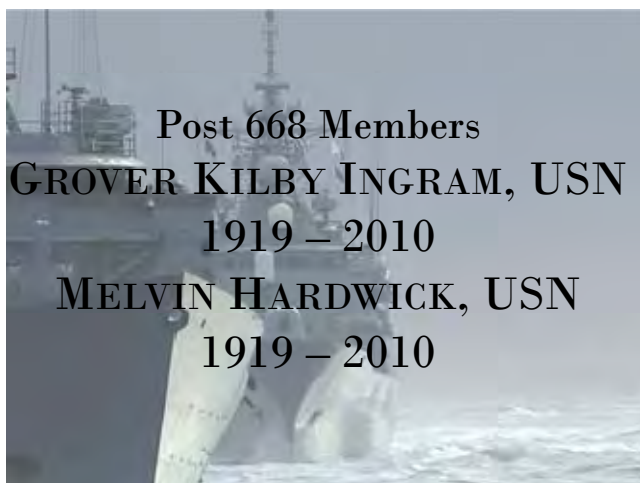 Post 668 Members
GROVER KILBY INGRAM, USN
1919 – 2010
MELVIN HARDWICK, USN
1919 – 2010